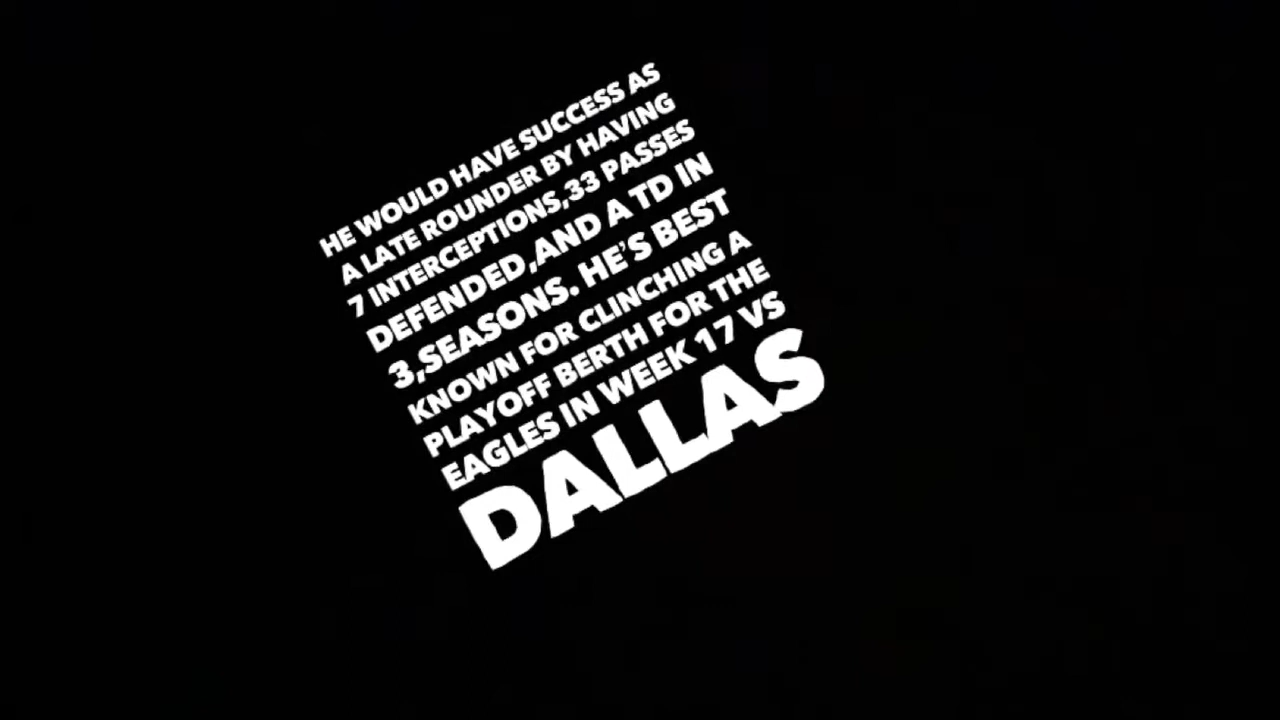 HE WOULD HAVE SUCCESS AS
A LATE ROUNDER BY HAVING
7 INTERCEPTIONS,33 PASSES
DEFENDED,AND A TD IN
3,SEASONS. HE'S BEST
KNOWN FOR CLINCHING A
PLAYOFF BERTH FOR THE
EAGLES IN WEEK 17 VS
DALLAS